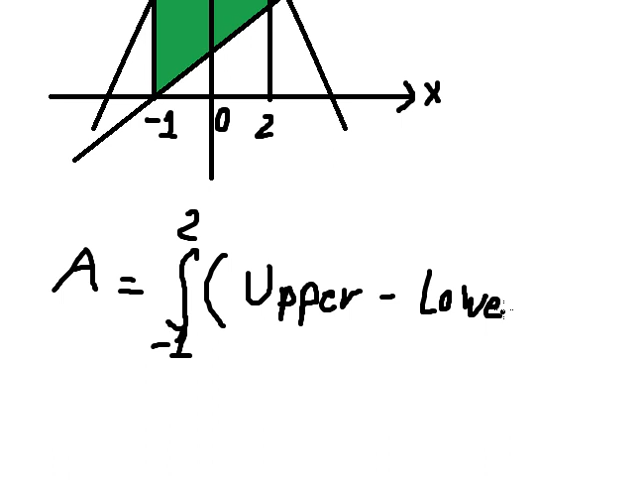 x
-1 0 2
2
A = ∫( Upper - Lowe
-1